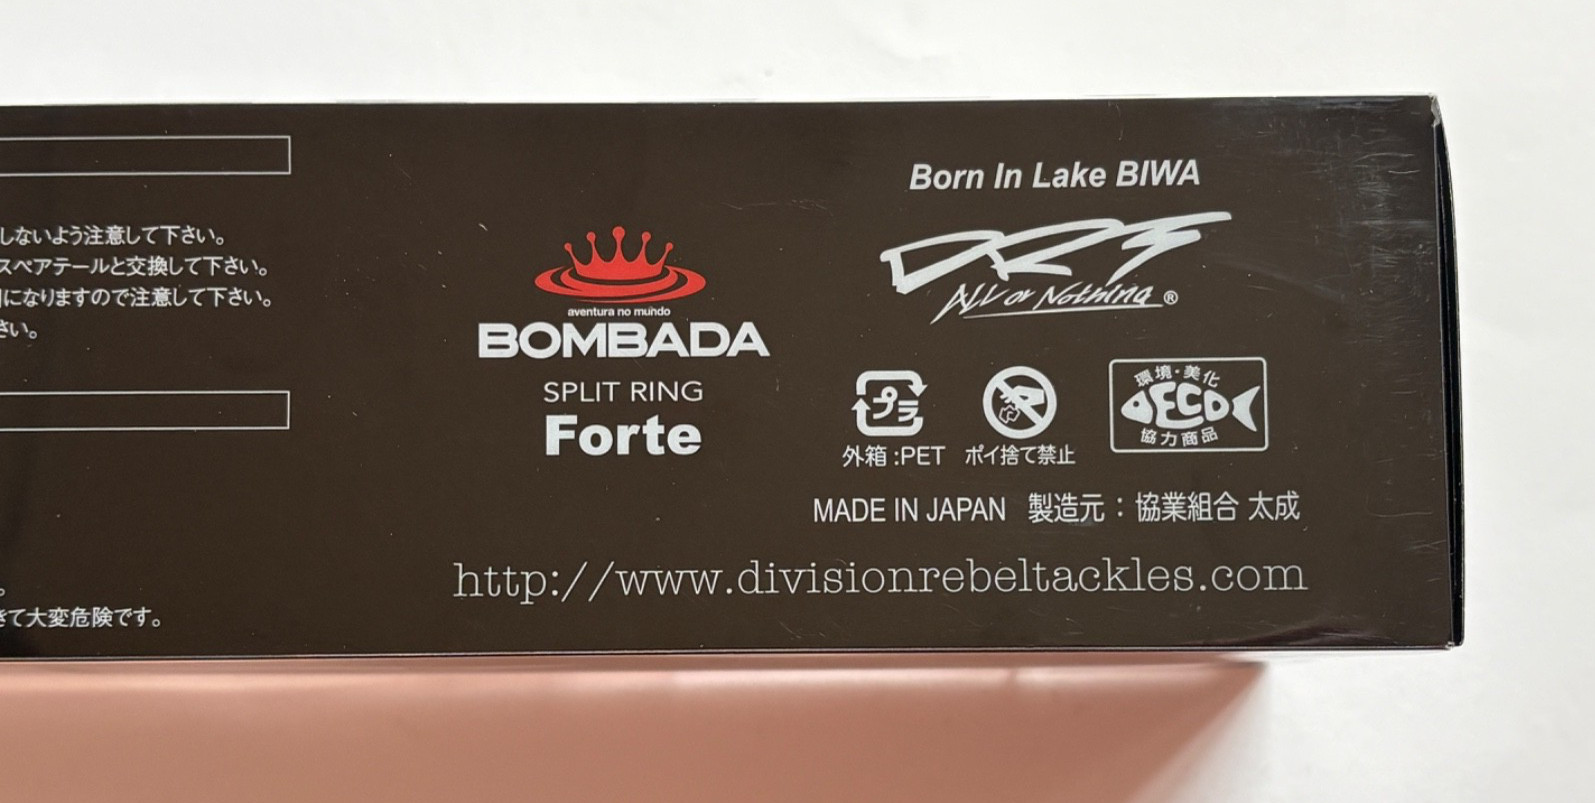 しないよう注意して下さい。
スペアテールと交換して下さい。
になりますので注意して下さい。
さい。
きて大変危険です。
aventura no mundo
BOMBADA
SPLIT RING
Forte
Born In Lake BIWA
DRT
All or Nothing ®
プラ
外箱:PET
ポイ捨て禁止
環境・美化
ECO
協力商品
MADE IN JAPAN 製造元：協業組合 太成
http://www.divisionrebeltackles.com